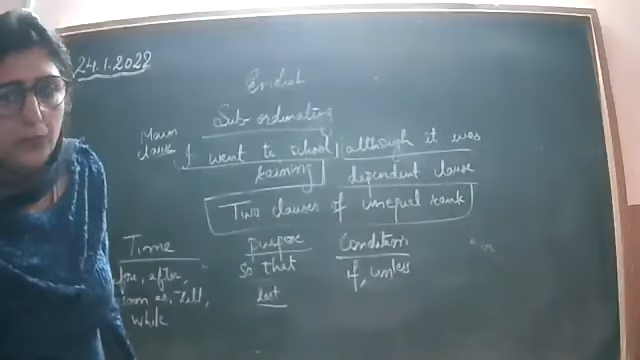 24.1.2022
English
Sub ordinating
Main clause
I went to school although it was
raining dependent clause
Two clauses of unequal rank
Time purpose Condition
fore, after, so that if, unless
soon as, Till, lest
while